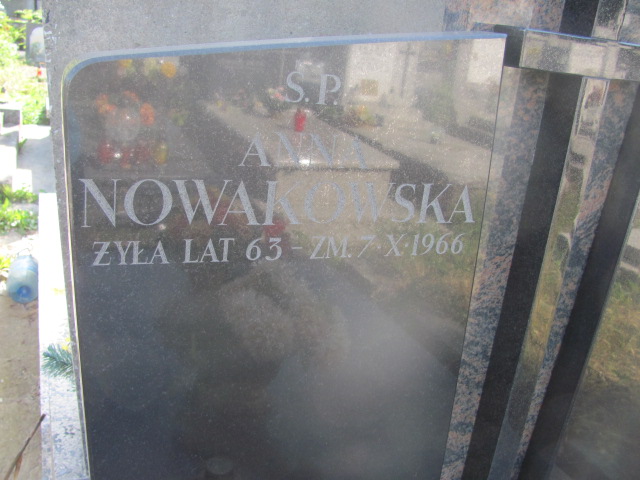 Ś.P.
ANNA
NOWAKOWSKA
ŻYŁA LAT 63 – ZM. 7·X·1966